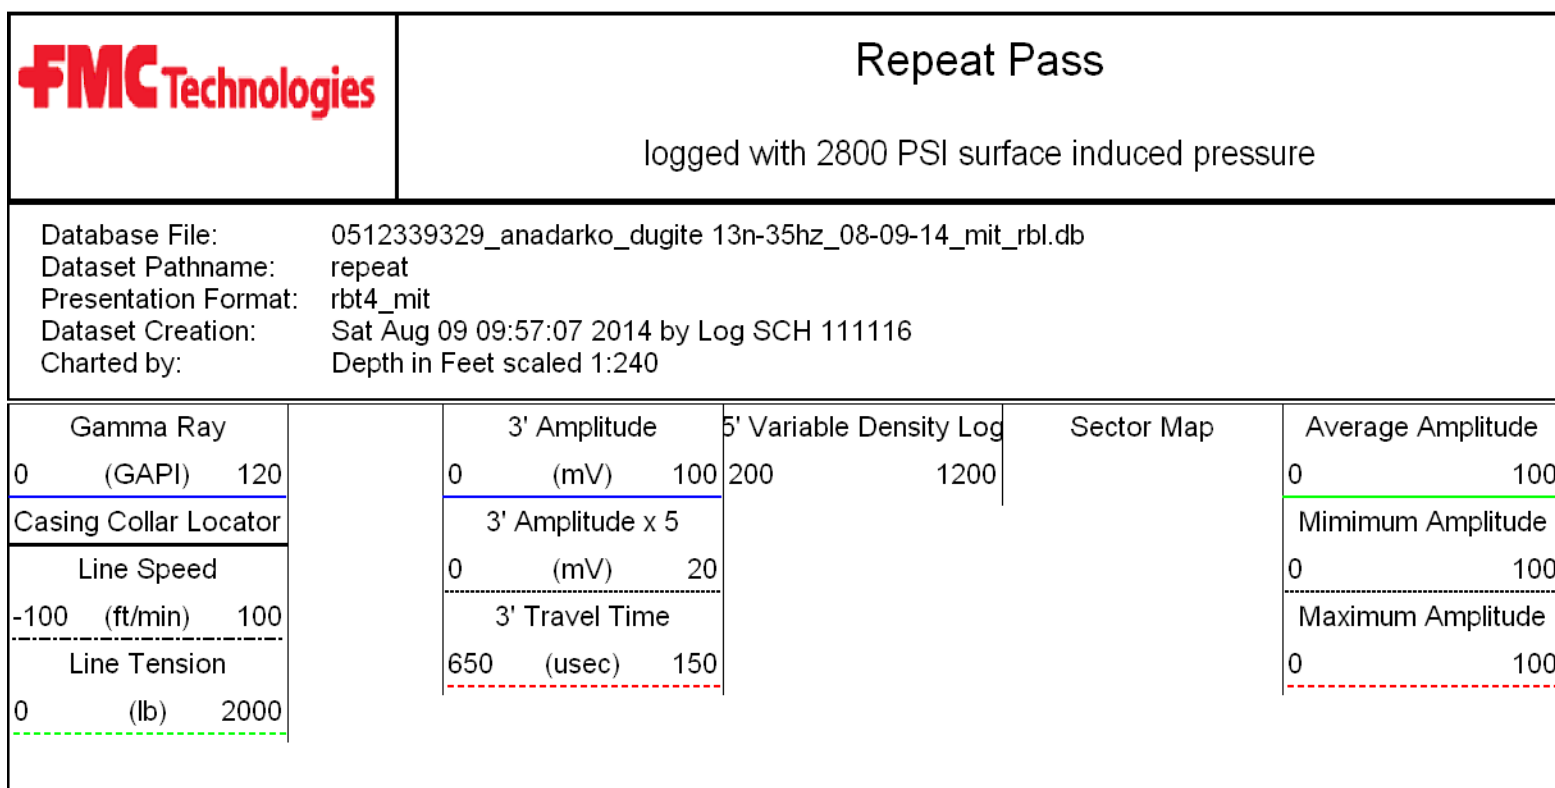 FMC Technologies
Repeat Pass
logged with 2800 PSI surface induced pressure
Database File: 0512339329_anadarko_dugite 13n-35hz_08-09-14_mit_rbl.db
Dataset Pathname: repeat
Presentation Format: rbt4_mit
Dataset Creation: Sat Aug 09 09:57:07 2014 by Log SCH 111116
Charted by: Depth in Feet scaled 1:240
Gamma Ray
0 (GAPI) 120
Casing Collar Locator
Line Speed
-100 (ft/min) 100
Line Tension
0 (lb) 2000
3' Amplitude
0 (mV) 100
3' Amplitude x 5
0 (mV) 20
3' Travel Time
650 (usec) 150
5' Variable Density Log
200 1200
Sector Map
Average Amplitude
0 100
Mimimum Amplitude
0 100
Maximum Amplitude
0 100